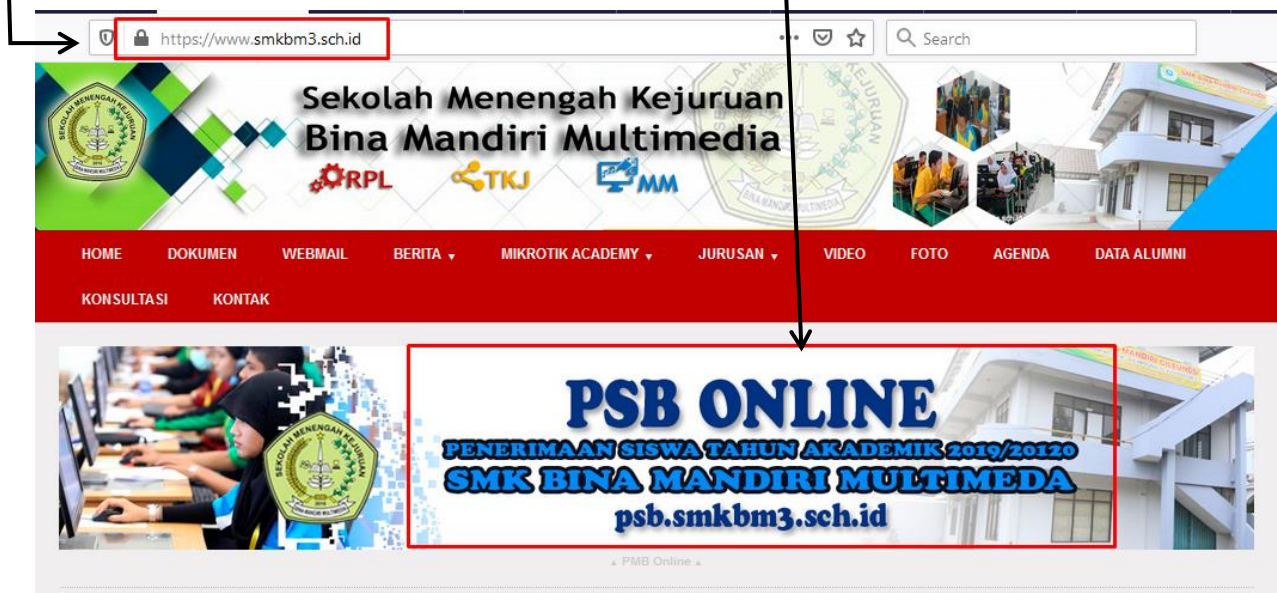 https://www.smkbm3.sch.id
Search
Sekolah Menengah Kejuruan
Bina Mandiri Multimedia
RPL TKJ MM
HOME DOKUMEN WEBMAIL BERITA MIKROTIK ACADEMY JURUSAN VIDEO FOTO AGENDA DATA ALUMNI
KONSULTASI KONTAK
PSB ONLINE
PENERIMAAN SISWA TAHUN AKADEMIK 2019/20120
SMK BINA MANDIRI MULTIMEDA
psb.smkbm3.sch.id
PMB Online